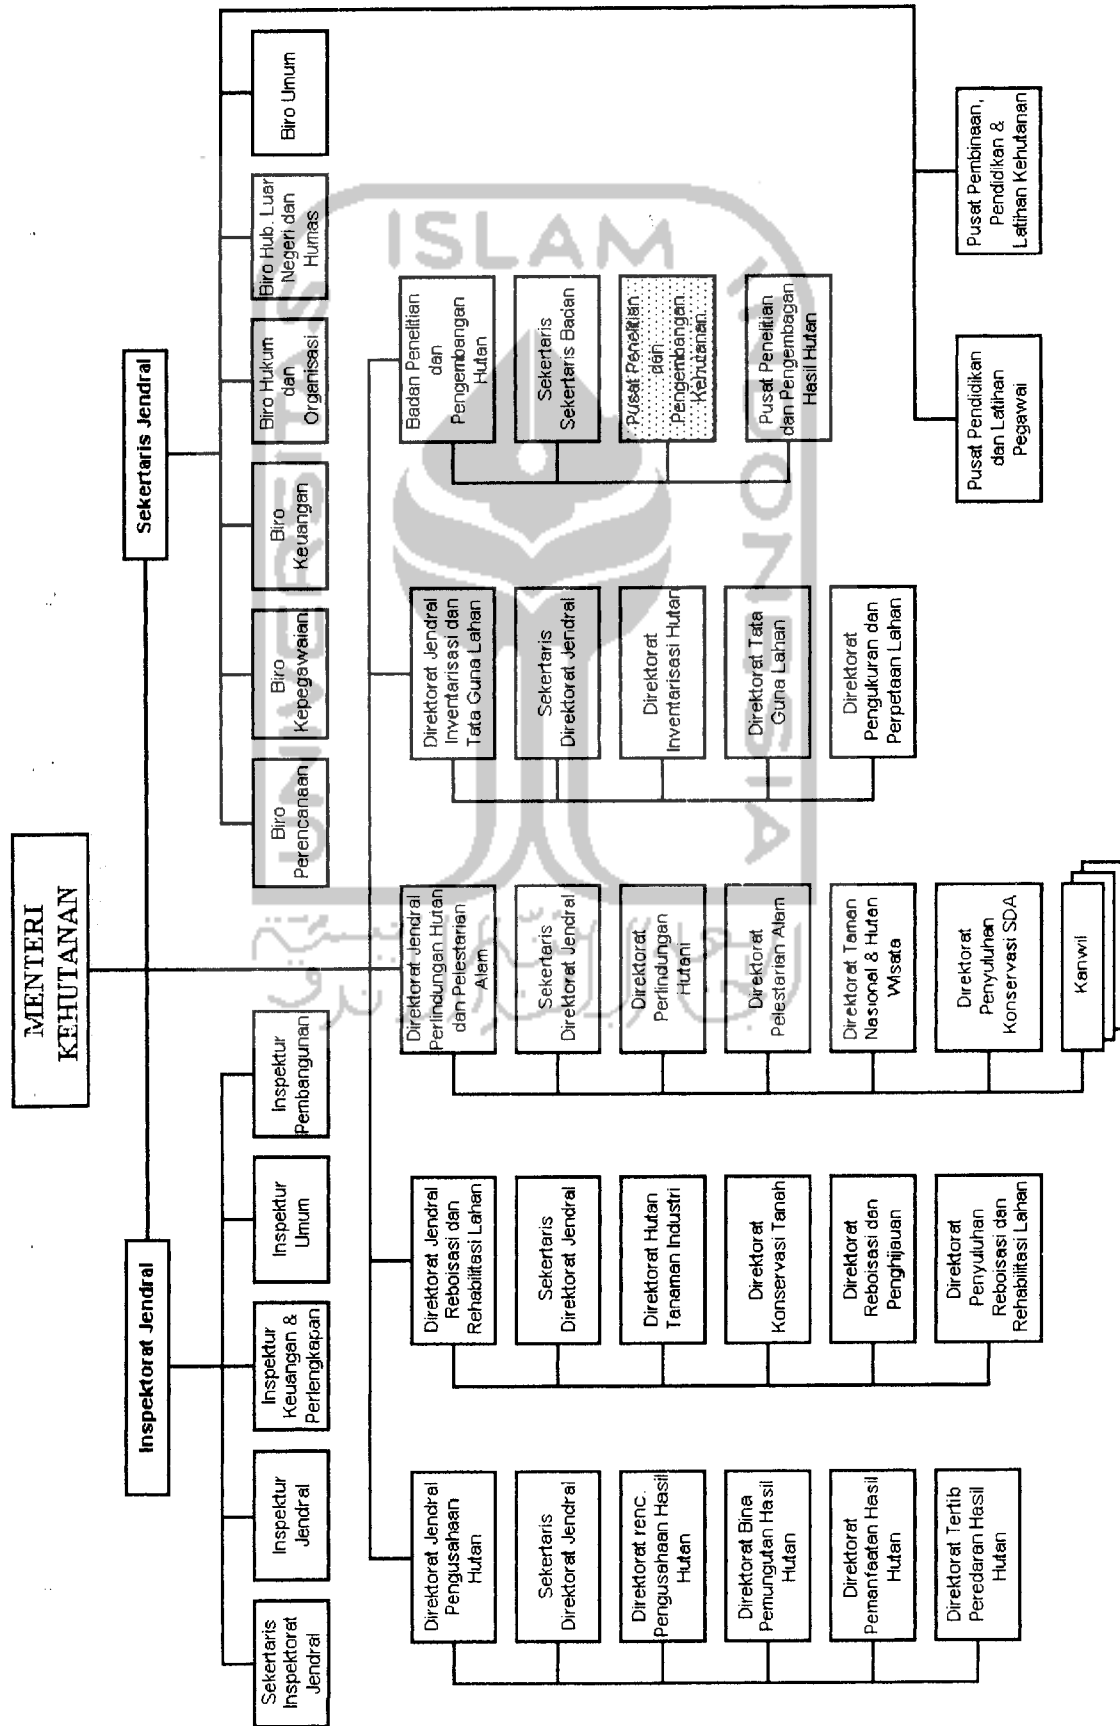 MENTERI
KEHUTANAN
Inspektorat Jendral
Sekertaris Jendral
Sekertaris
Inspektorat
Jendral
Inspektur
Jendral
Inspektur
Keuangan &
Perlengkapan
Inspektur
Umum
Inspektur
Pembangunan
Biro
Perencanaan
Biro
Kepegawaian
Biro
Keuangan
Biro Hukum
dan
Organisasi
Biro Hub. Luar
Negeri dan
Humas
Biro Umum
Direktorat Jendral
Pengusahaan
Hutan
Sekertaris
Direktorat Jendral
Direktorat renc.
Pengusahaan Hasil
Hutan
Direktorat Bina
Pemungutan Hasil
Hutan
Direktorat
Pemanfaatan Hasil
Hutan
Direktorat Tertib
Peredaran Hasil
Hutan
Direktorat Jendral
Reboisasi dan
Rehabilitasi Lahan
Sekertaris
Direktorat Jendral
Direktorat Hutan
Tanaman Industri
Direktorat
Konservasi Tanah
Direktorat
Reboisasi dan
Penghijauan
Direktorat
Penyuluhan
Reboisasi dan
Rehabilitasi Lahan
Direktorat Jendral
Perlindungan Hutan
dan Pelestarian
Alam
Sekertaris
Direktorat Jendral
Direktorat
Perlindungan
Hutani
Direktorat
Pelestarian Alam
Direktorat Taman
Nasional & Hutan
Wisata
Direktorat
Penyuluhan
Konservasi SDA
Kanwil
Direktorat Jendral
Inventarisasi dan
Tata Guna Lahan
Sekertaris
Direktorat Jendral
Direktorat
Inventarisasi Hutan
Direktorat Tata
Guna Lahan
Direktorat
Pengukuran dan
Perpetaan Lahan
Badan Penelitian
dan
Pengembangan
Hutan
Sekertaris
Sekertaris Badan
Pusat Penelitian
dan
Pengembangan
Kehutanan
Pusat Penelitian
dan Pengembagan
Hasil Hutan
Pusat Pendidikan
dan Latihan
Pegawai
Pusat Pembinaan,
Pendidikan &
Latihan Kehutanan
UNIVERSITAS
ISLAM
INDONESIA